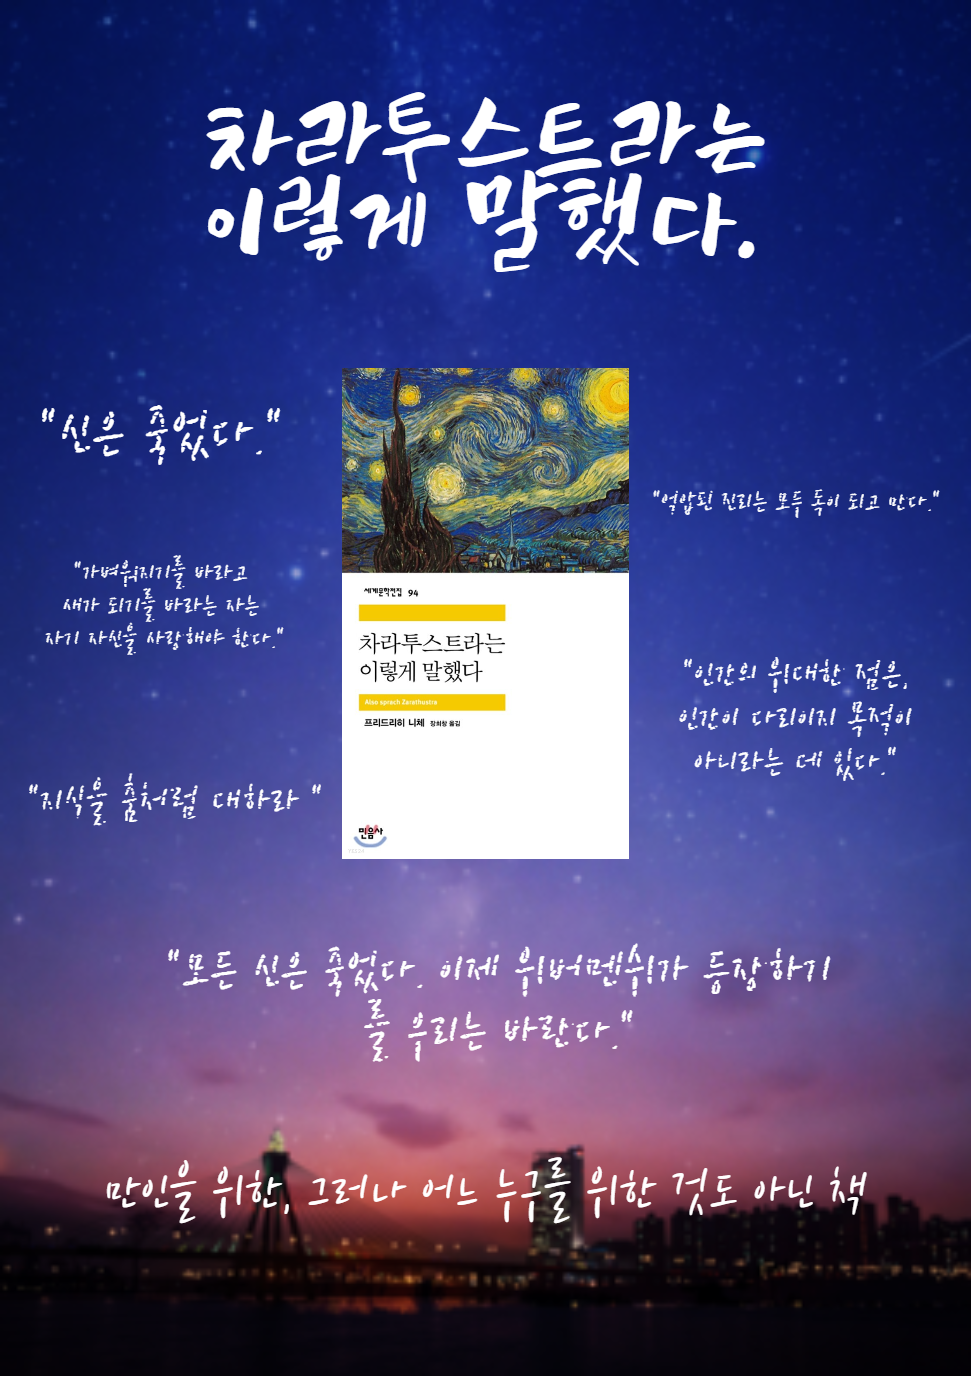 차라투스트라는
이렇게 말했다.
"신은 죽었다."
"억압된 진리는 모두 독이 되고 만다."
"가벼워지기를 바라고
새가 되기를 바라는 자는
자기 자신을 사랑해야 한다."
세계문학전집 94
차라투스트라는
이렇게 말했다
Also sprach Zarathustra
프리드리히 니체 장희창 옮김
"인간의 위대한 점은,
인간이 다리이지 목적이
아니라는 데 있다."
"지식을 춤처럼 대하라 "
민음사
YES24
"모든 신은 죽었다. 이제 위버멘쉬가 등장하기
를 우리는 바란다."
만인을 위한, 그러나 어느 누구를 위한 것도 아닌 책